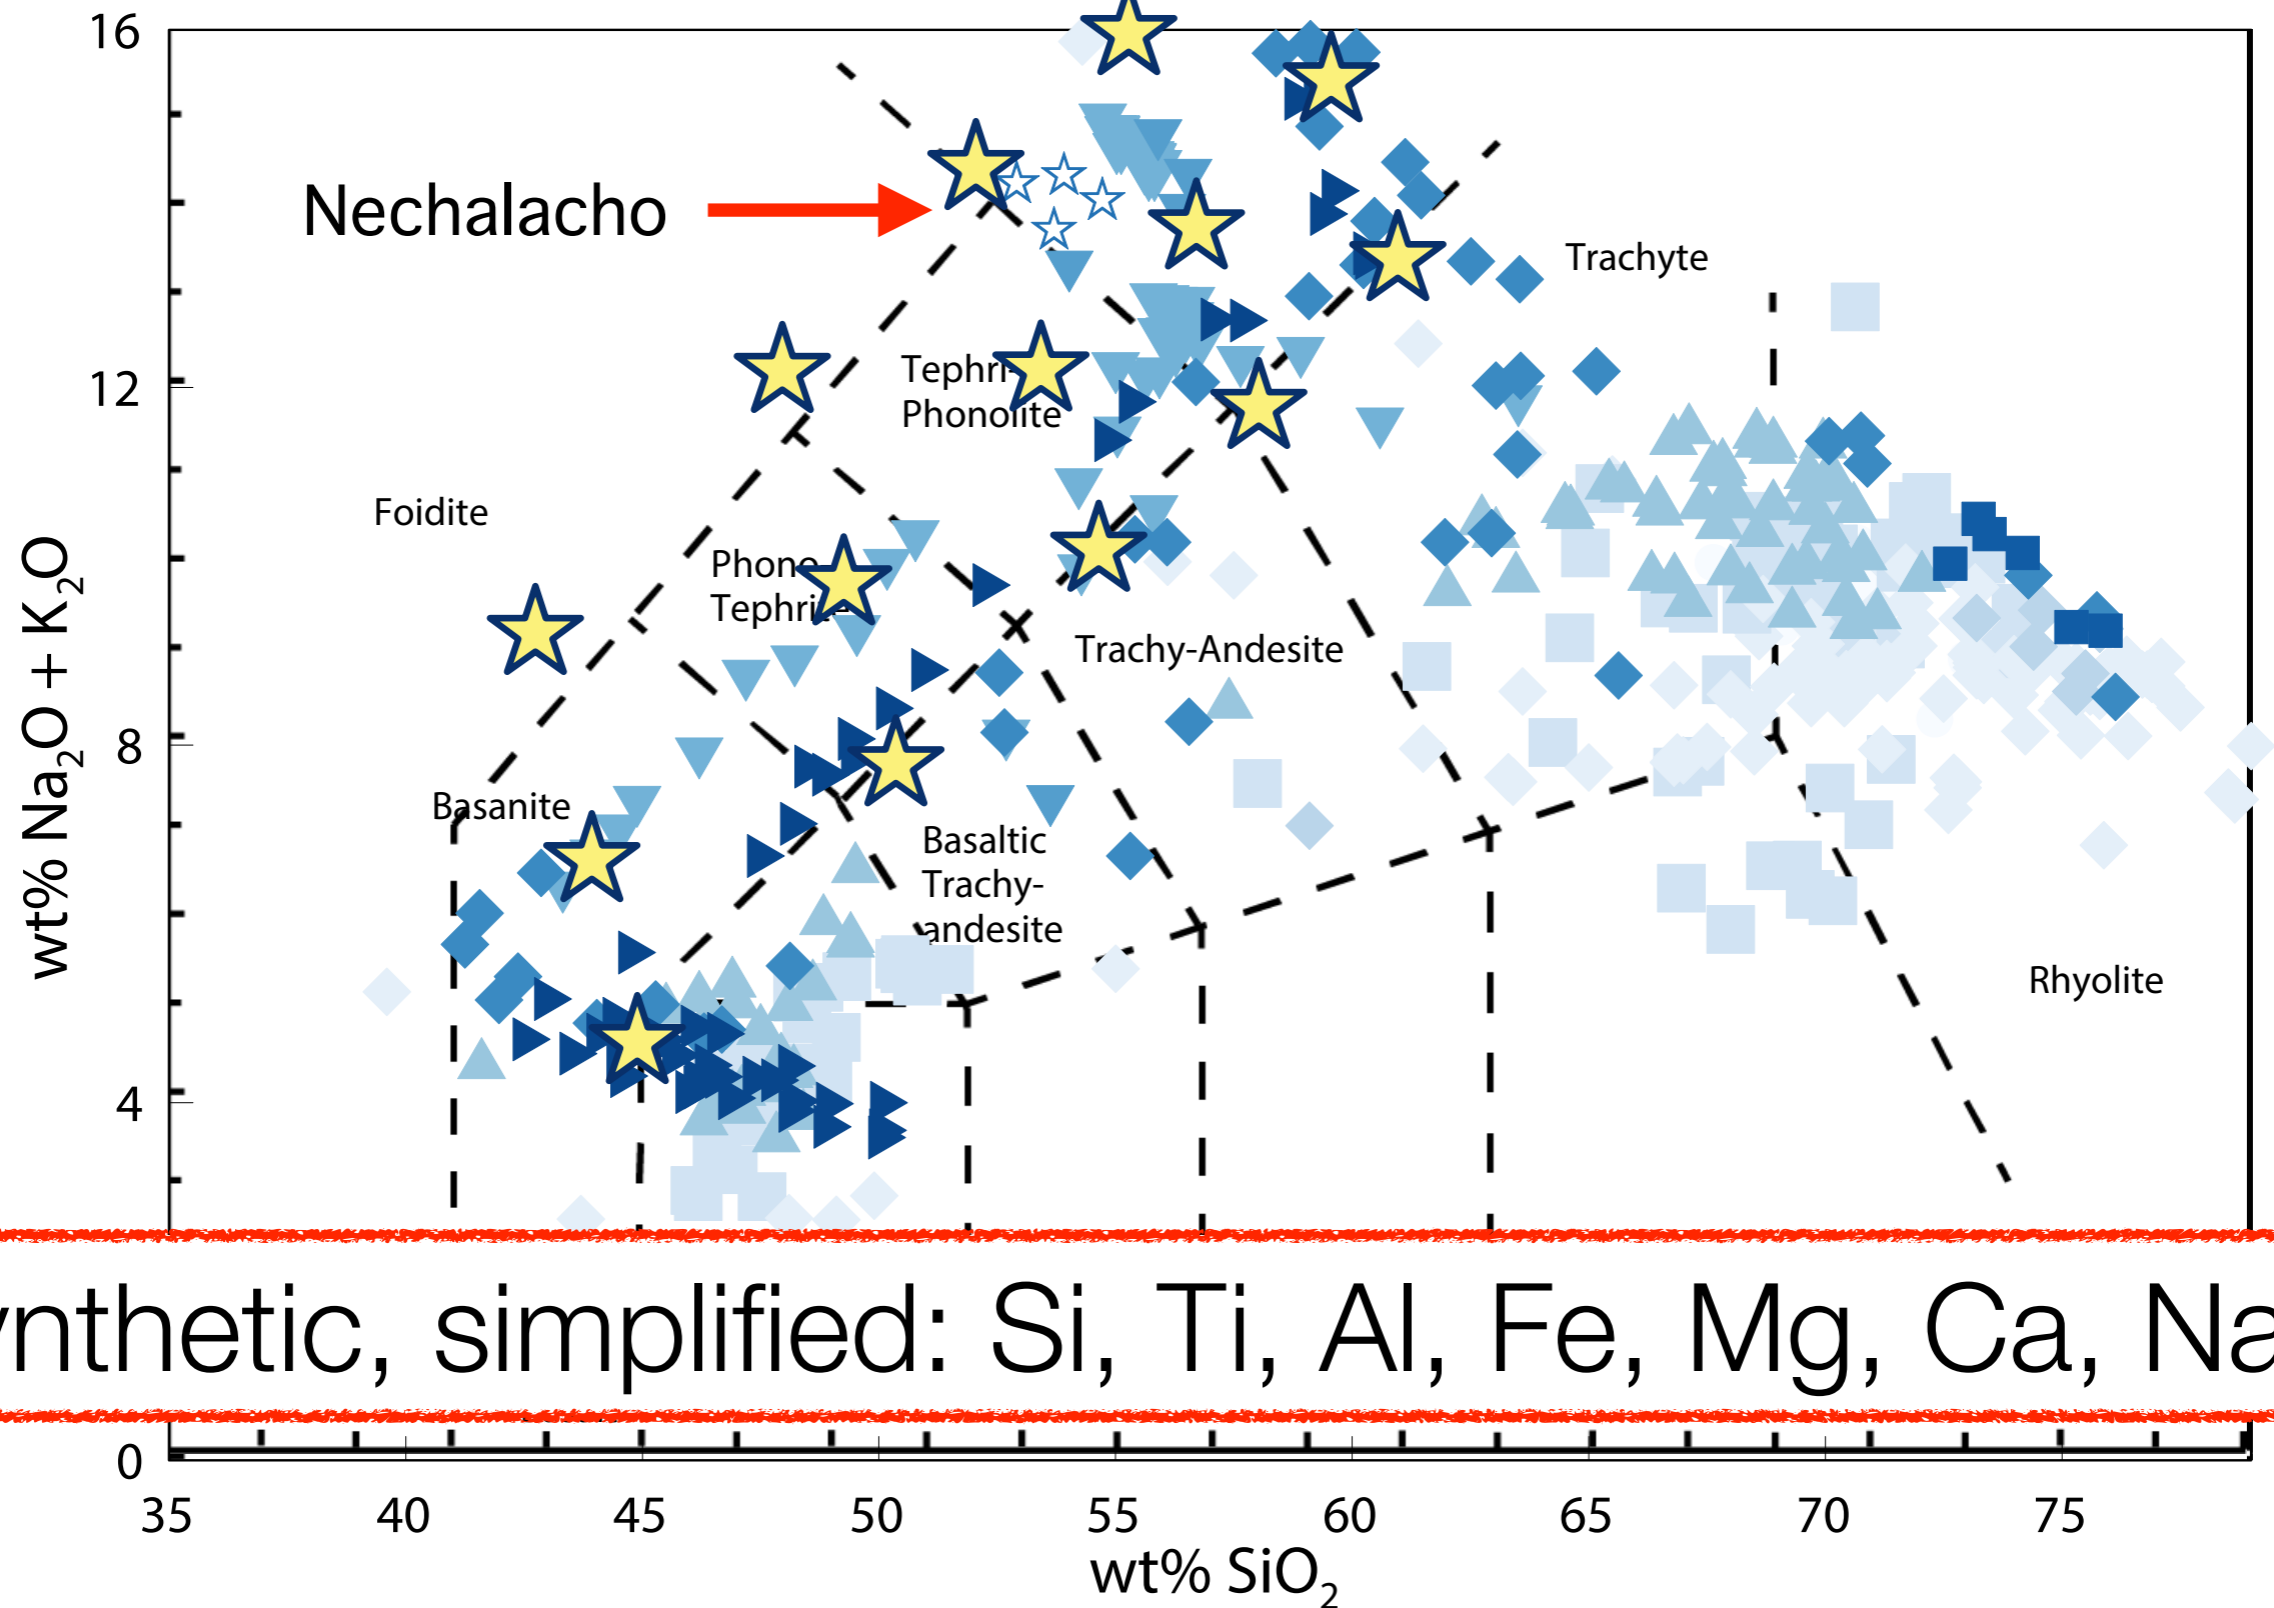 16
12
8
4
0
wt% Na₂O + K₂O
Nechalacho
Trachyte
Tephri-
Phonolite
Foidite
Phono-
Tephrite
Trachy-Andesite
Basanite
Basaltic
Trachy-
andesite
Rhyolite
ynthetic, simplified: Si, Ti, Al, Fe, Mg, Ca, Na
35 40 45 50 55 60 65 70 75
wt% SiO₂